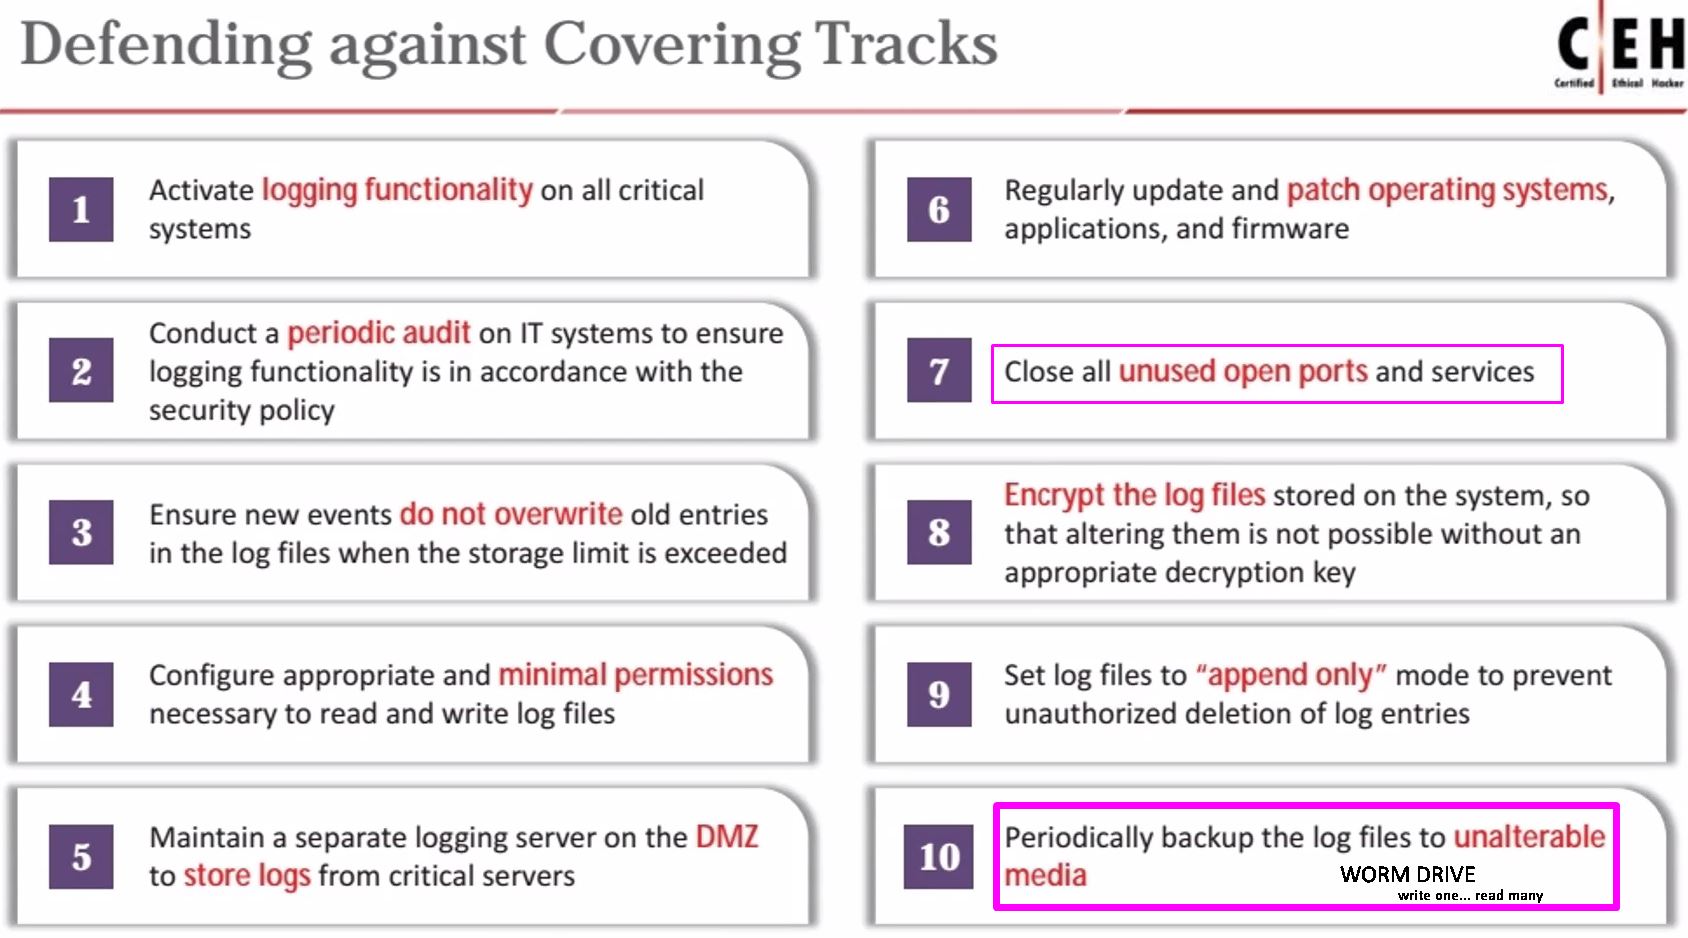 Defending against Covering Tracks
C|EH
Certified Ethical Hacker
1
Activate logging functionality on all critical
systems
2
Conduct a periodic audit on IT systems to ensure
logging functionality is in accordance with the
security policy
3
Ensure new events do not overwrite old entries
in the log files when the storage limit is exceeded
4
Configure appropriate and minimal permissions
necessary to read and write log files
5
Maintain a separate logging server on the DMZ
to store logs from critical servers
6
Regularly update and patch operating systems,
applications, and firmware
7
Close all unused open ports and services
8
Encrypt the log files stored on the system, so
that altering them is not possible without an
appropriate decryption key
9
Set log files to “append only” mode to prevent
unauthorized deletion of log entries
10
Periodically backup the log files to unalterable
media
WORM DRIVE
write one... read many